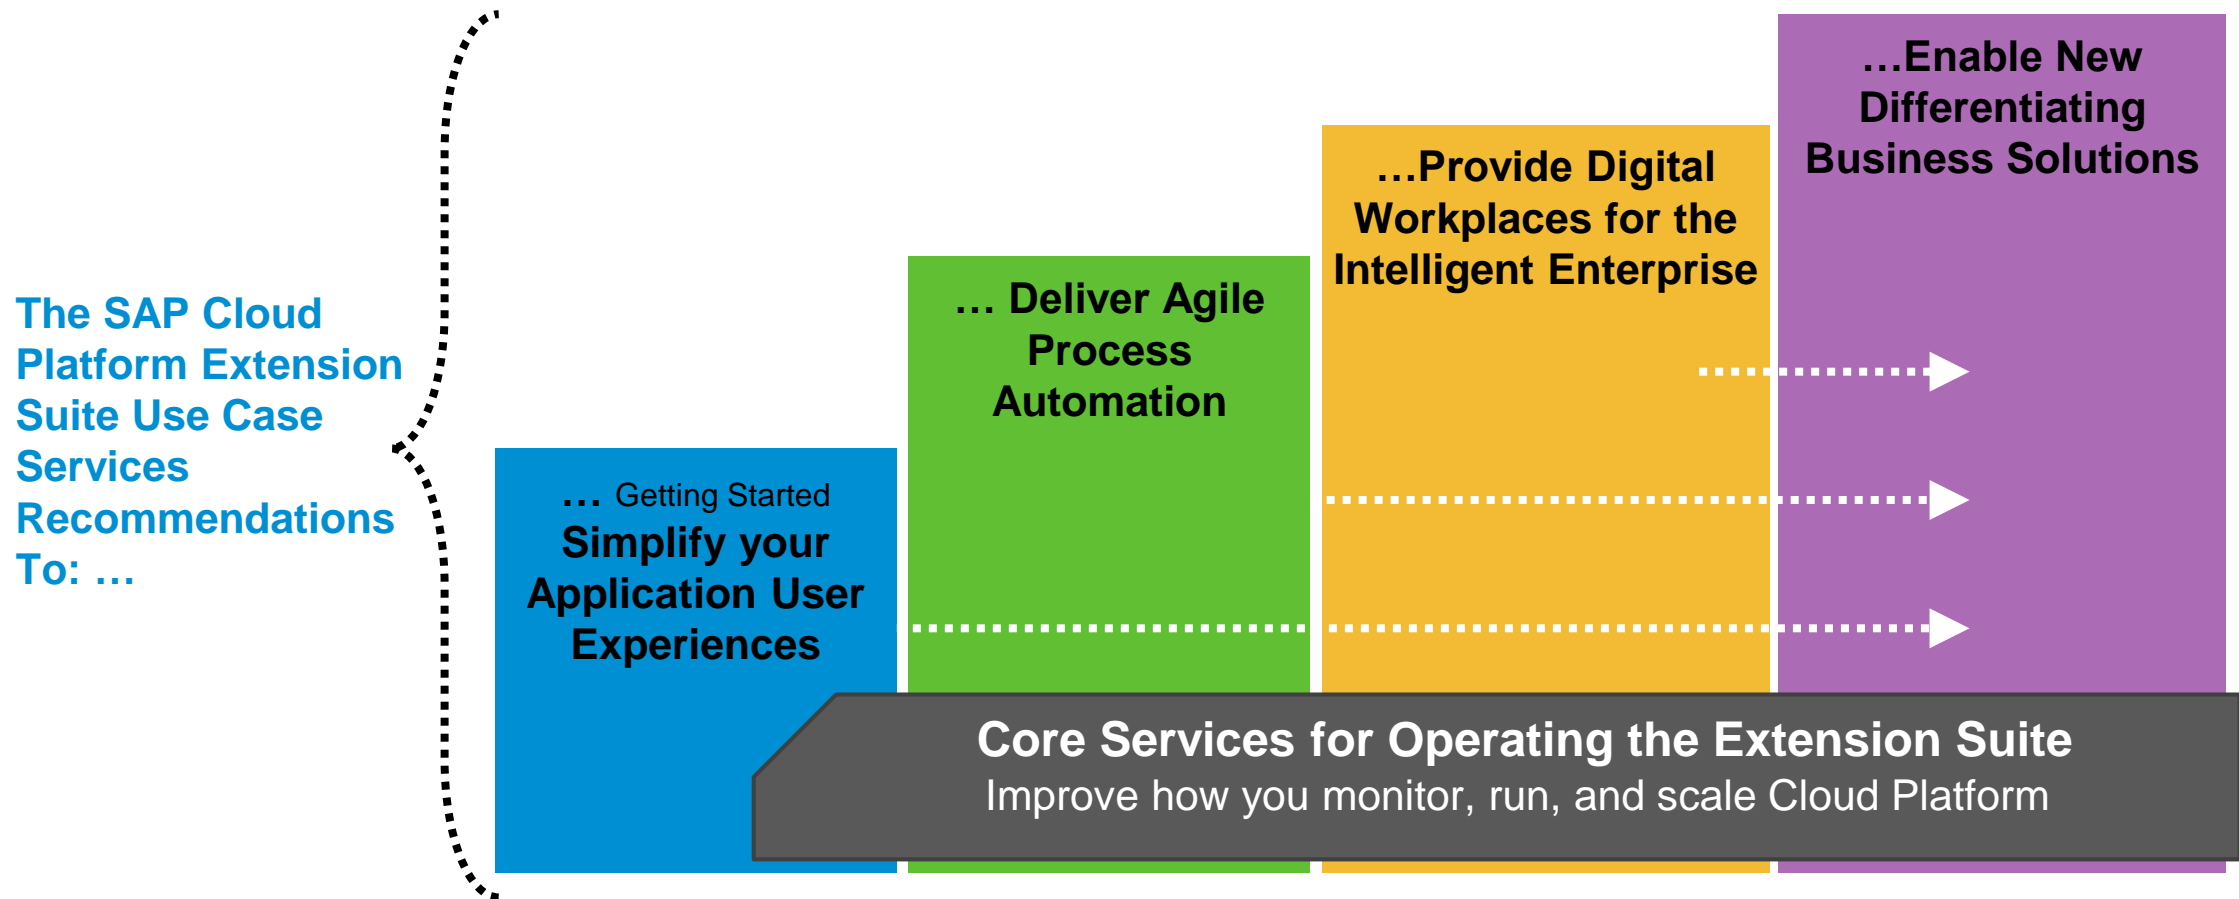 The SAP Cloud
Platform Extension
Suite Use Case
Services
Recommendations
To: …
… Getting Started
Simplify your
Application User
Experiences
… Deliver Agile
Process
Automation
…Provide Digital
Workplaces for the
Intelligent Enterprise
…Enable New
Differentiating
Business Solutions
Core Services for Operating the Extension Suite
Improve how you monitor, run, and scale Cloud Platform